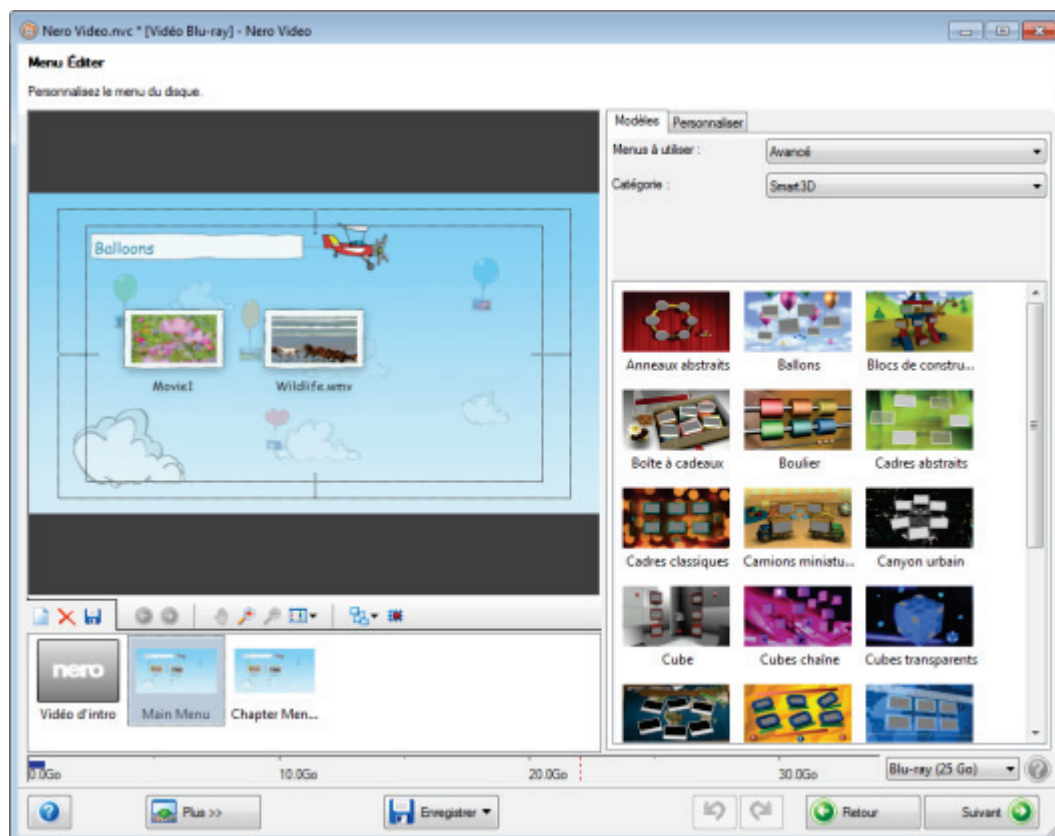 Nero Video.nvc * [Vidéo Blu-ray] - Nero Video
Menu Éditer
Personnalisez le menu du disque.
Modèles Personnaliser
Menus à utiliser : Avancé
Catégorie : Smart3D
Balloons
Movie1 Wildlife.wmv
Anneaux abstraits Ballons Blocs de constru...
Boîte à cadeaux Boulier Cadres abstraits
Cadres classiques Camions miniatu... Canyon urbain
Cube Cubes chaîne Cubes transparents
nero
Vidéo d'intro Main Menu Chapter Men...
0.0Go 10.0Go 20.0Go 30.0Go Blu-ray (25 Go)
Plus >> Enregistrer Retour Suivant